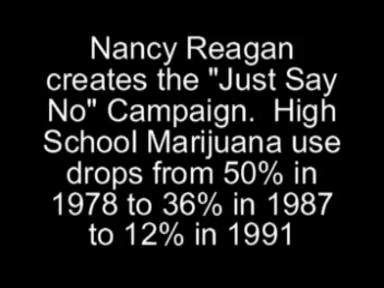 Nancy Reagan
creates the "Just Say
No" Campaign.  High
School Marijuana use
drops from 50% in
1978 to 36% in 1987
to 12% in 1991